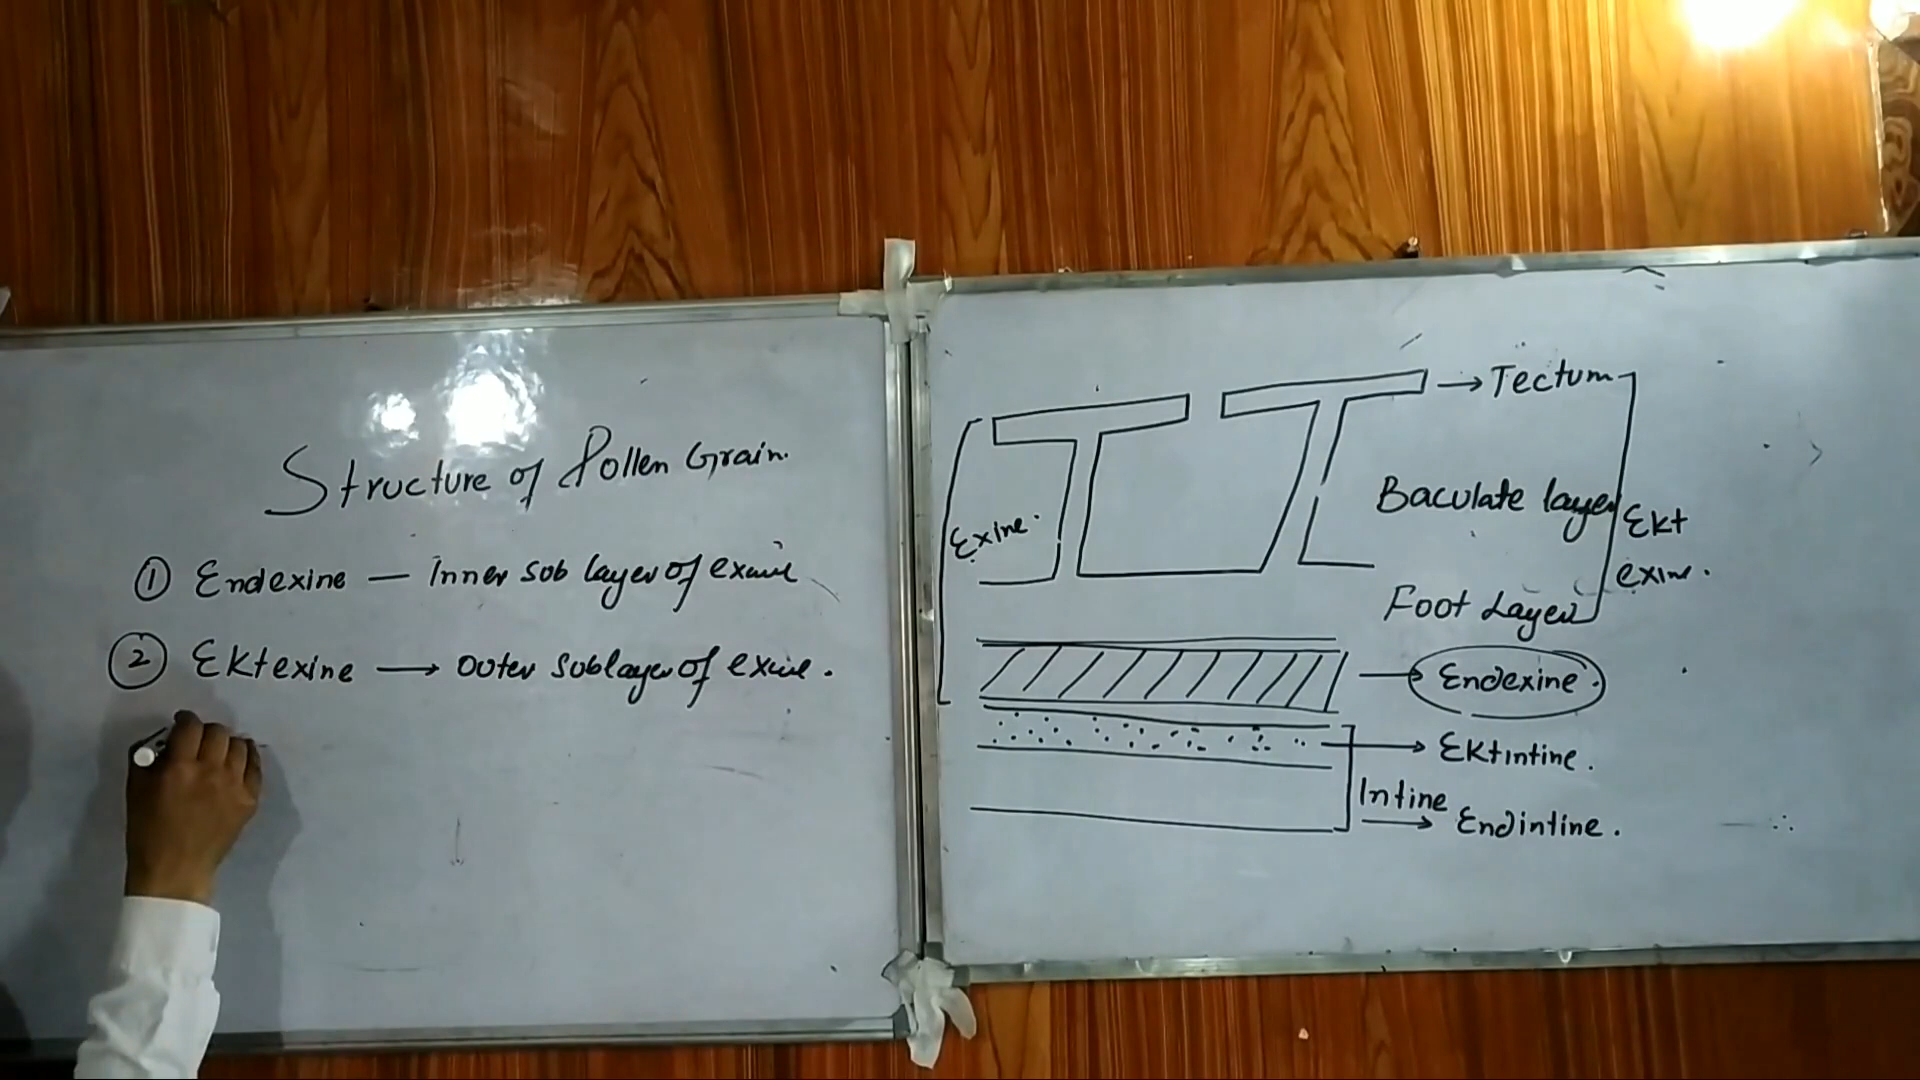 Structure of Pollen Grain.
① Endexine — Inner sub layer of exine
② Ektexine → outer sublayer of exine.
→ Tectum
Baculate layer
Ekt
exine.
Exine.
Foot Layer
→ Endexine.
→ Ektintine.
Intine
→ Endintine.